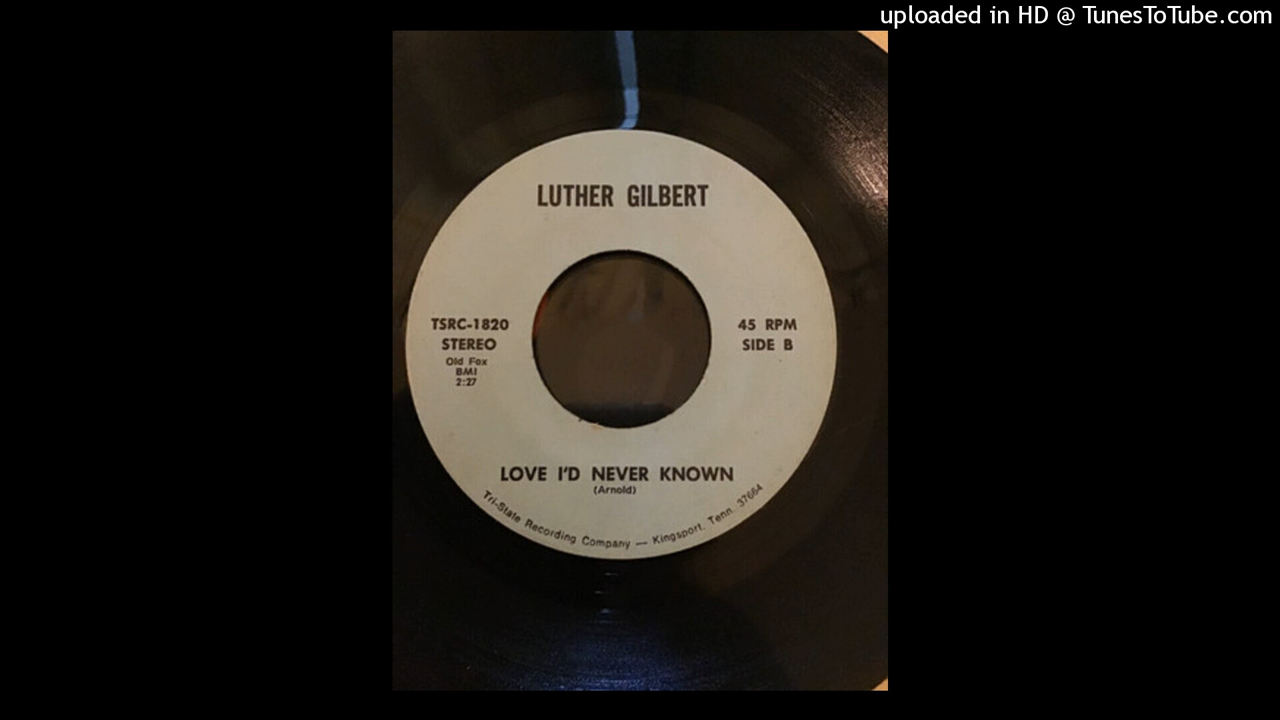 uploaded in HD @ TunesToTube.com
LUTHER GILBERT
TSRC-1820
STEREO
Old Fox
BMI
2:27
45 RPM
SIDE B
LOVE I'D NEVER KNOWN
(Arnold)
Tri-State Recording Company — Kingsport, Tenn. 37664